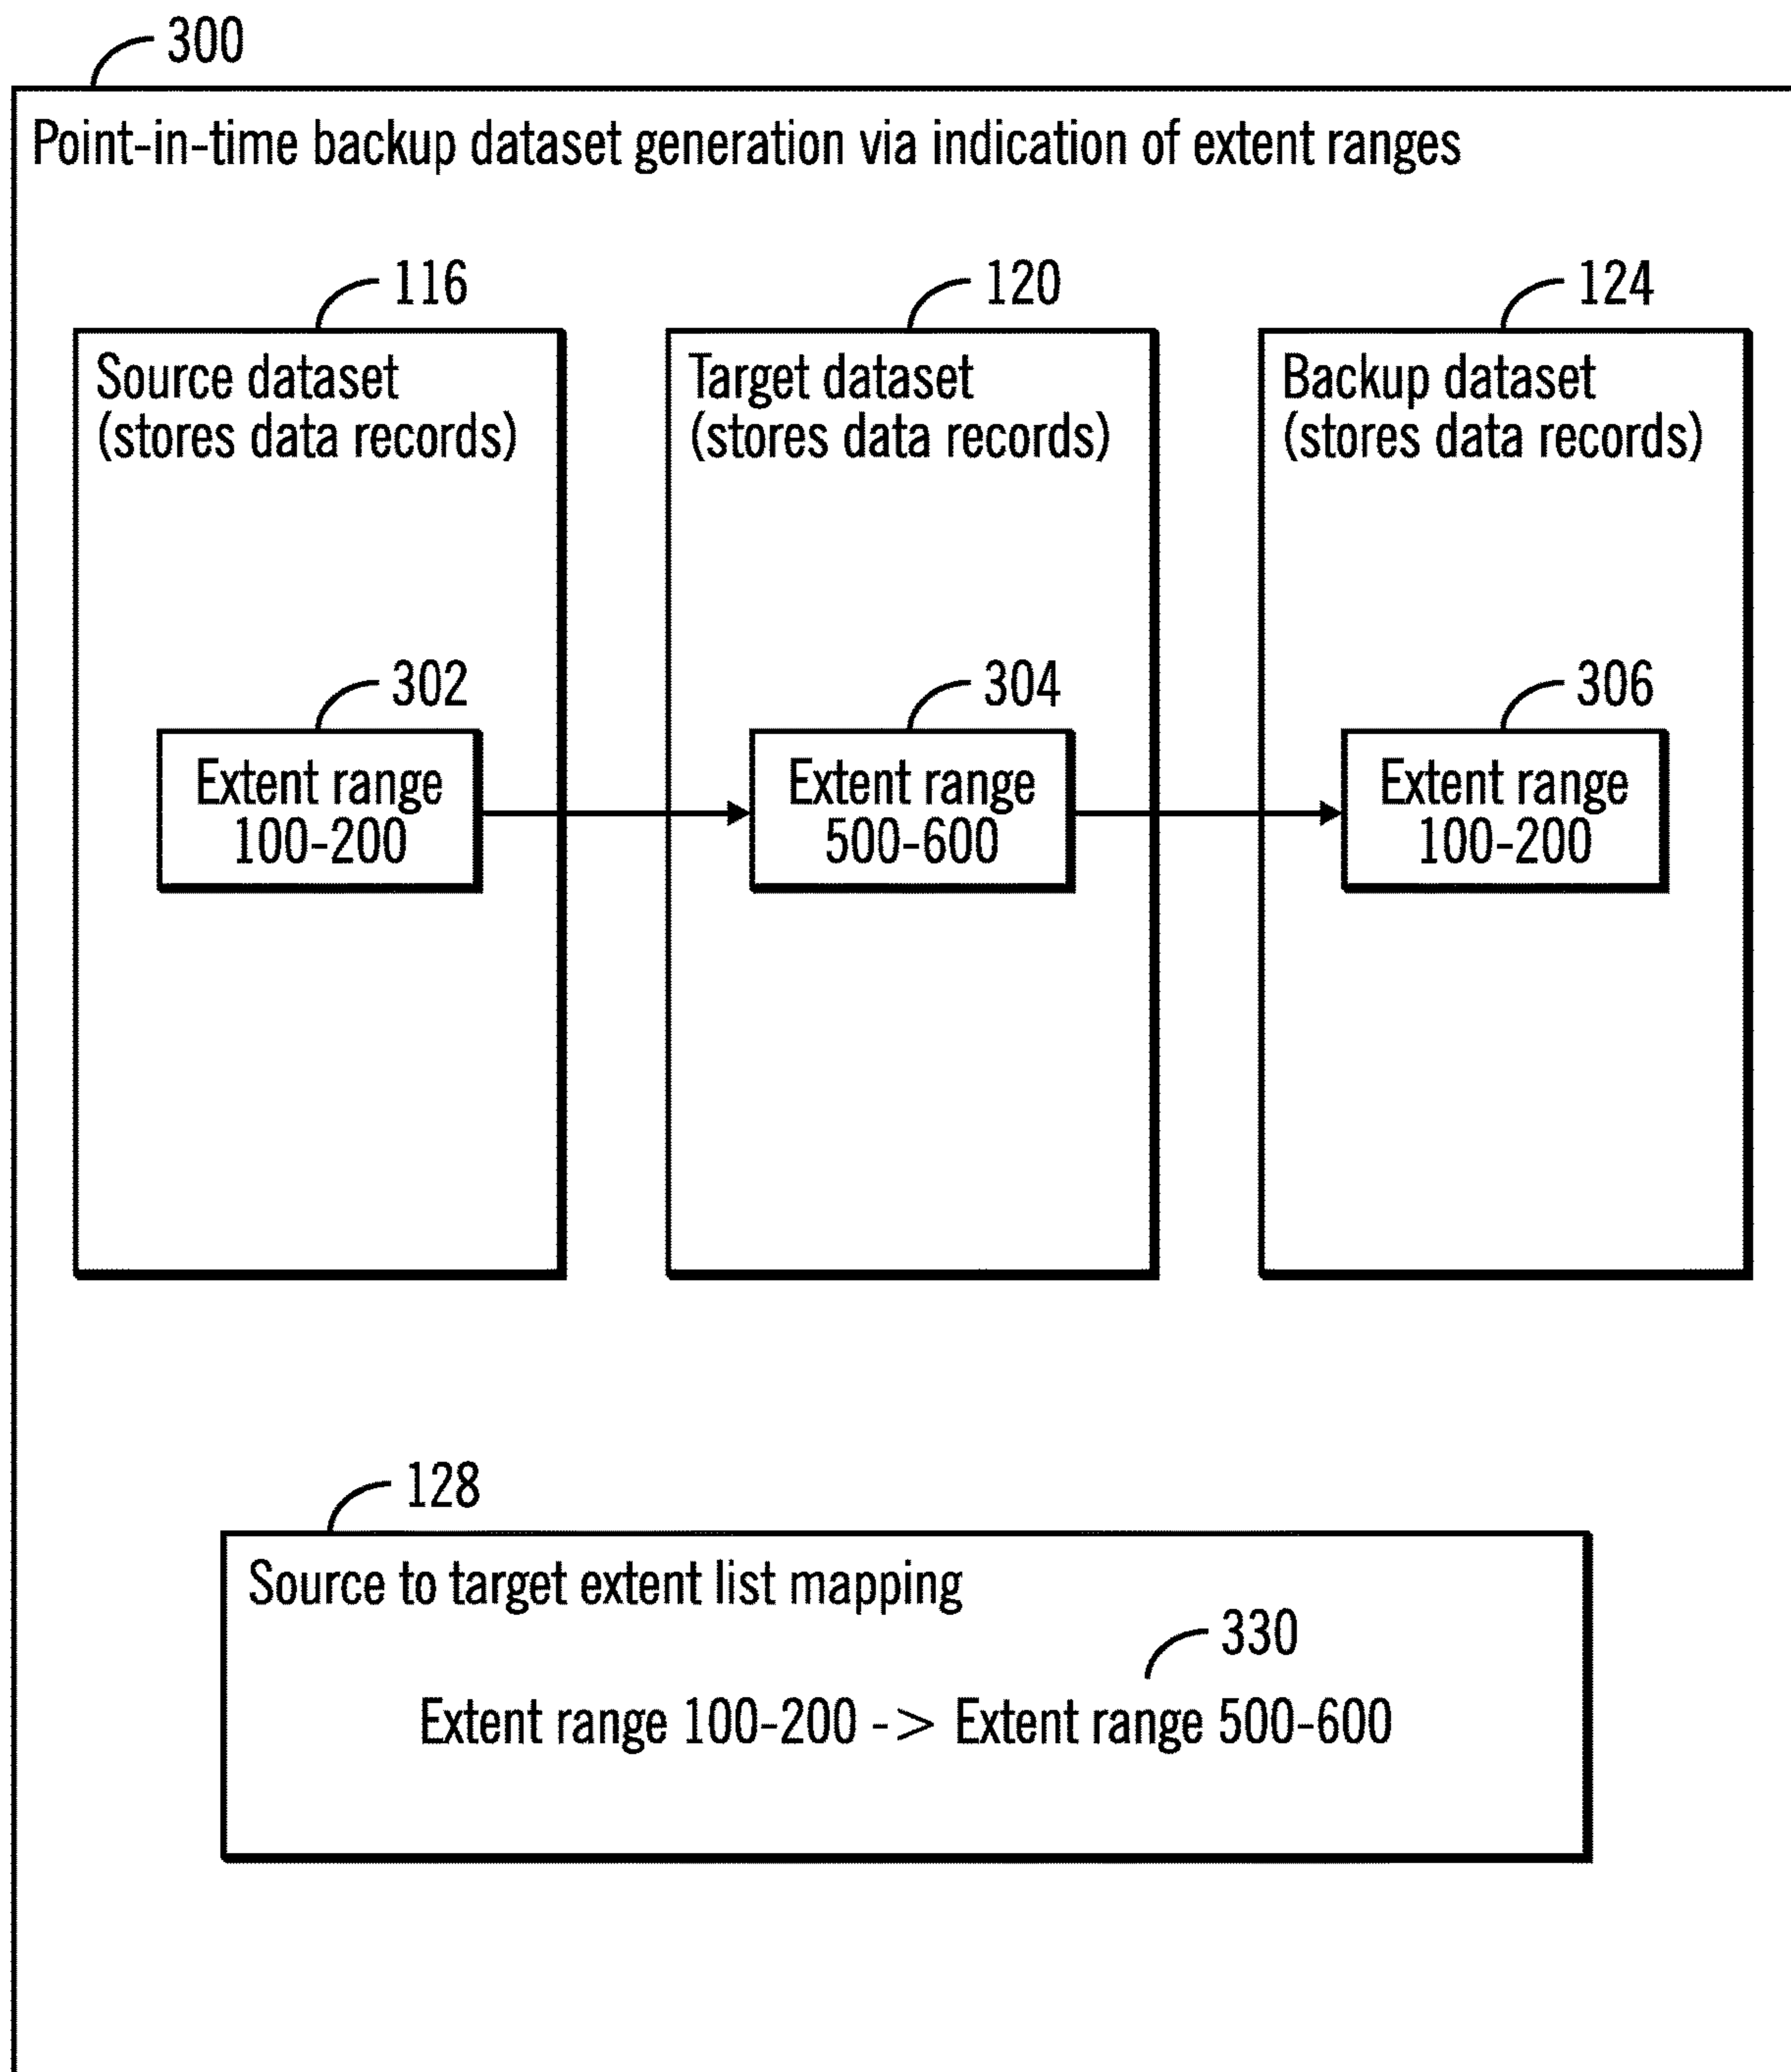 300
Point-in-time backup dataset generation via indication of extent ranges
116
120
124
Source dataset
(stores data records)
Target dataset
(stores data records)
Backup dataset
(stores data records)
302
304
306
Extent range
100-200
Extent range
500-600
Extent range
100-200
128
Source to target extent list mapping
330
Extent range 100-200 -> Extent range 500-600